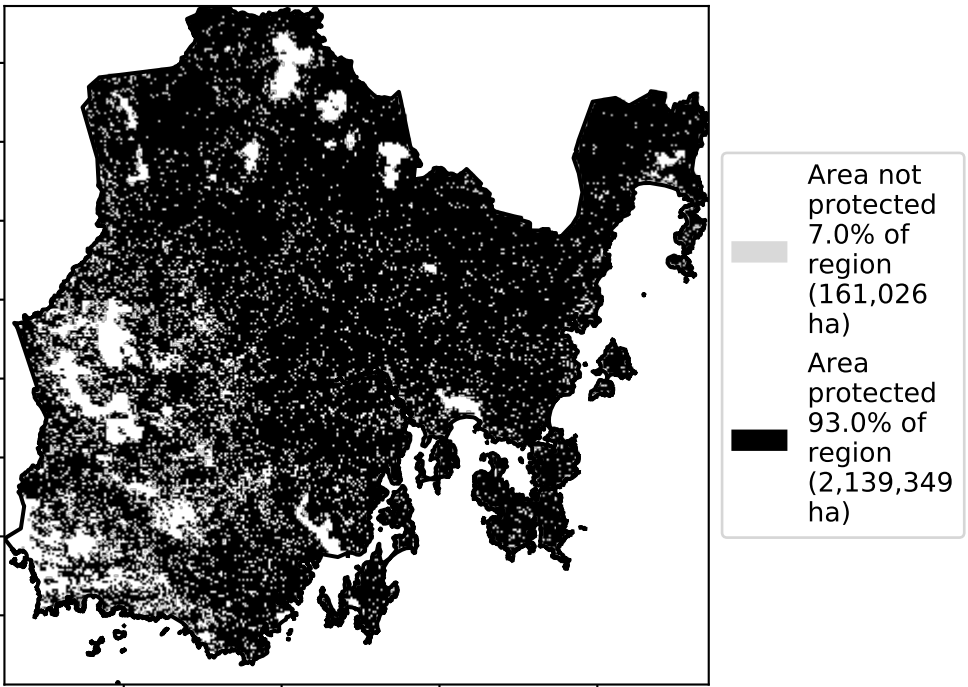 Area not
protected
7.0% of
region
(161,026
ha)
Area
protected
93.0% of
region
(2,139,349
ha)